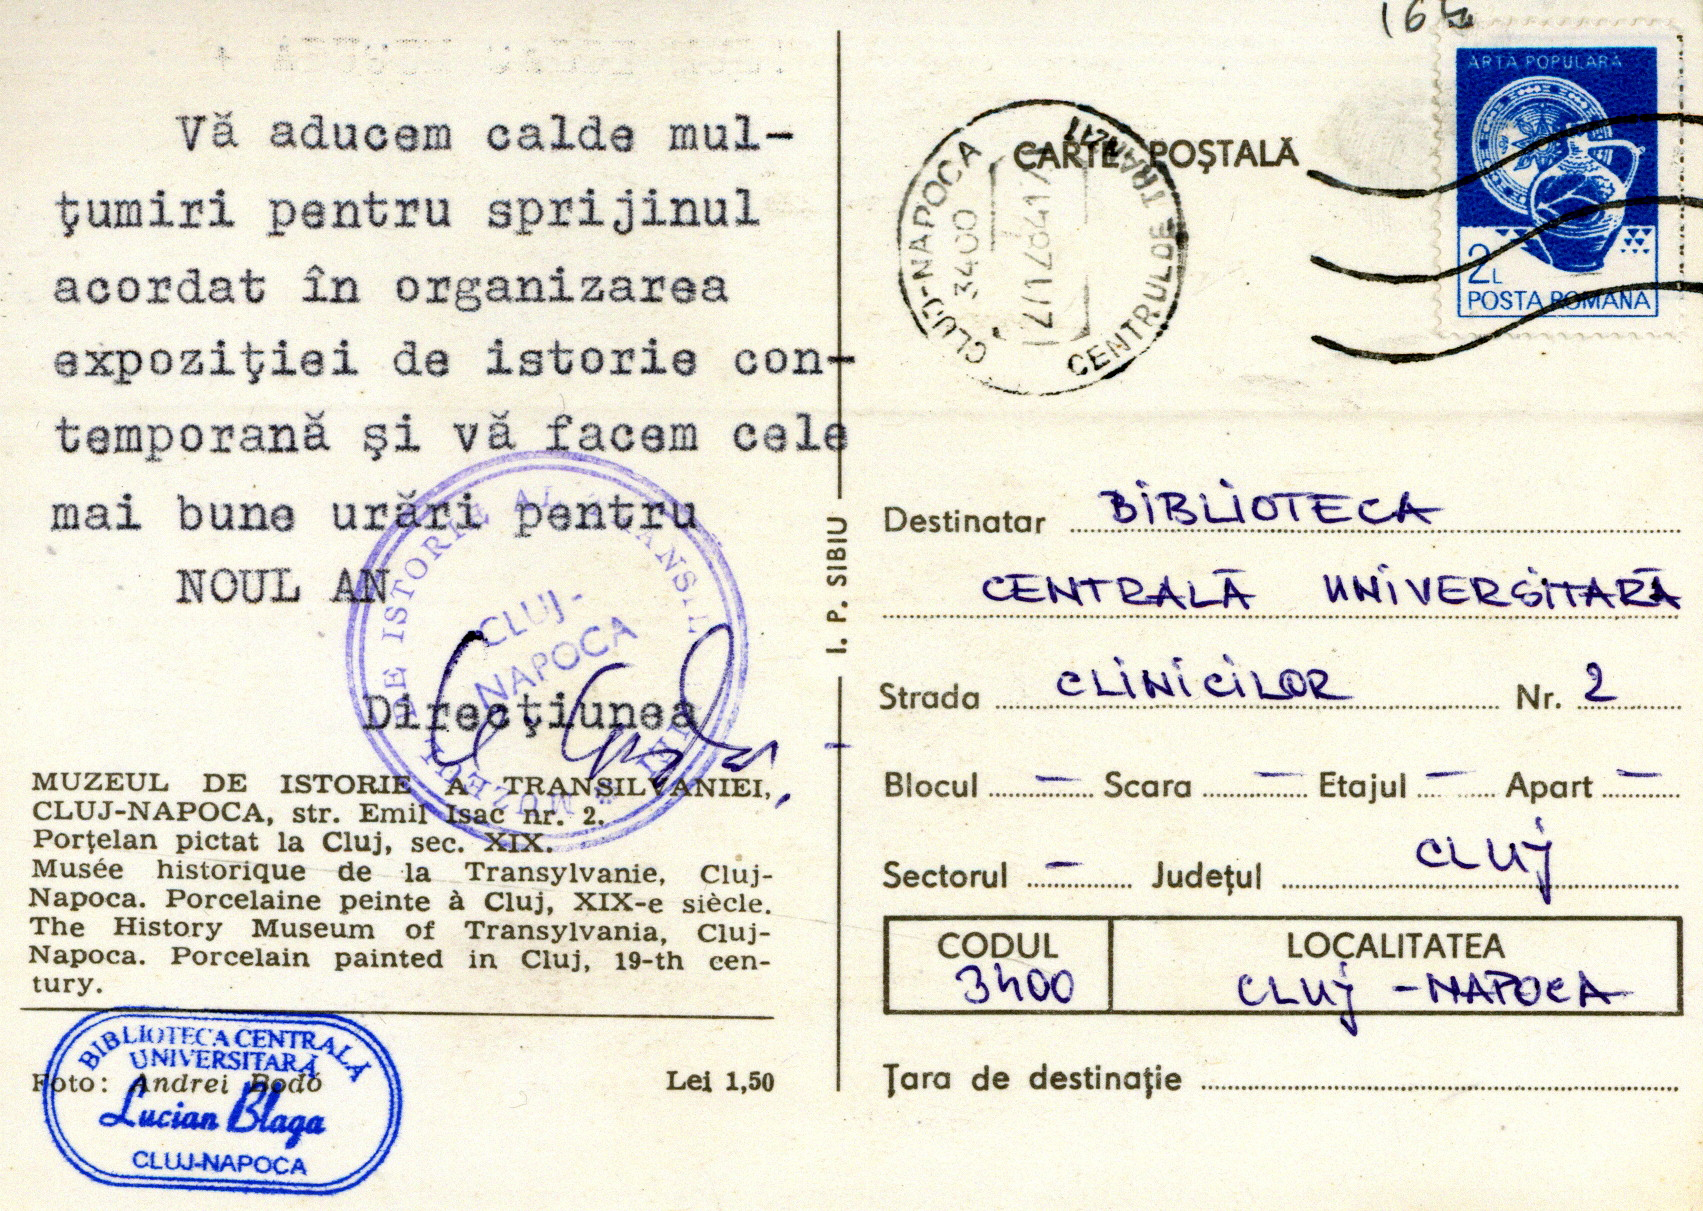 Vă aducem calde mul-
ţumiri pentru sprijinul
acordat în organizarea
expoziţiei de istorie con-
temporană şi vă facem cele
mai bune urări pentru
NOUL AN
Direcţiunea
CLUJ-
NAPOCA
MUZEUL DE ISTORIE A TRANSILVANIEI,
CLUJ-NAPOCA, str. Emil Isac nr. 2.
Porţelan pictat la Cluj, sec. XIX.
Musée historique de la Transylvanie, Cluj-
Napoca. Porcelaine peinte à Cluj, XIX-e siècle.
The History Museum of Transylvania, Cluj-
Napoca. Porcelain painted in Cluj, 19-th cen-
tury.
Foto: Andrei Bodó
Lei 1,50
BIBLIOTECA CENTRALĂ
UNIVERSITARĂ
Lucian Blaga
CLUJ-NAPOCA
I. P. SIBIU
CARTE POŞTALĂ
CLUJ-NAPOCA
3400
CENTRUL DE TRANZIT
ARTA POPULARĂ
2L
POSTA ROMANA
Destinatar BIBLIOTECA
CENTRALĂ UNIVERSITARĂ
Strada CLINICILOR Nr. 2
Blocul — Scara — Etajul — Apart —
Sectorul — Judeţul CLUJ
CODUL LOCALITATEA
3400 CLUJ-NAPOCA
Ţara de destinaţie